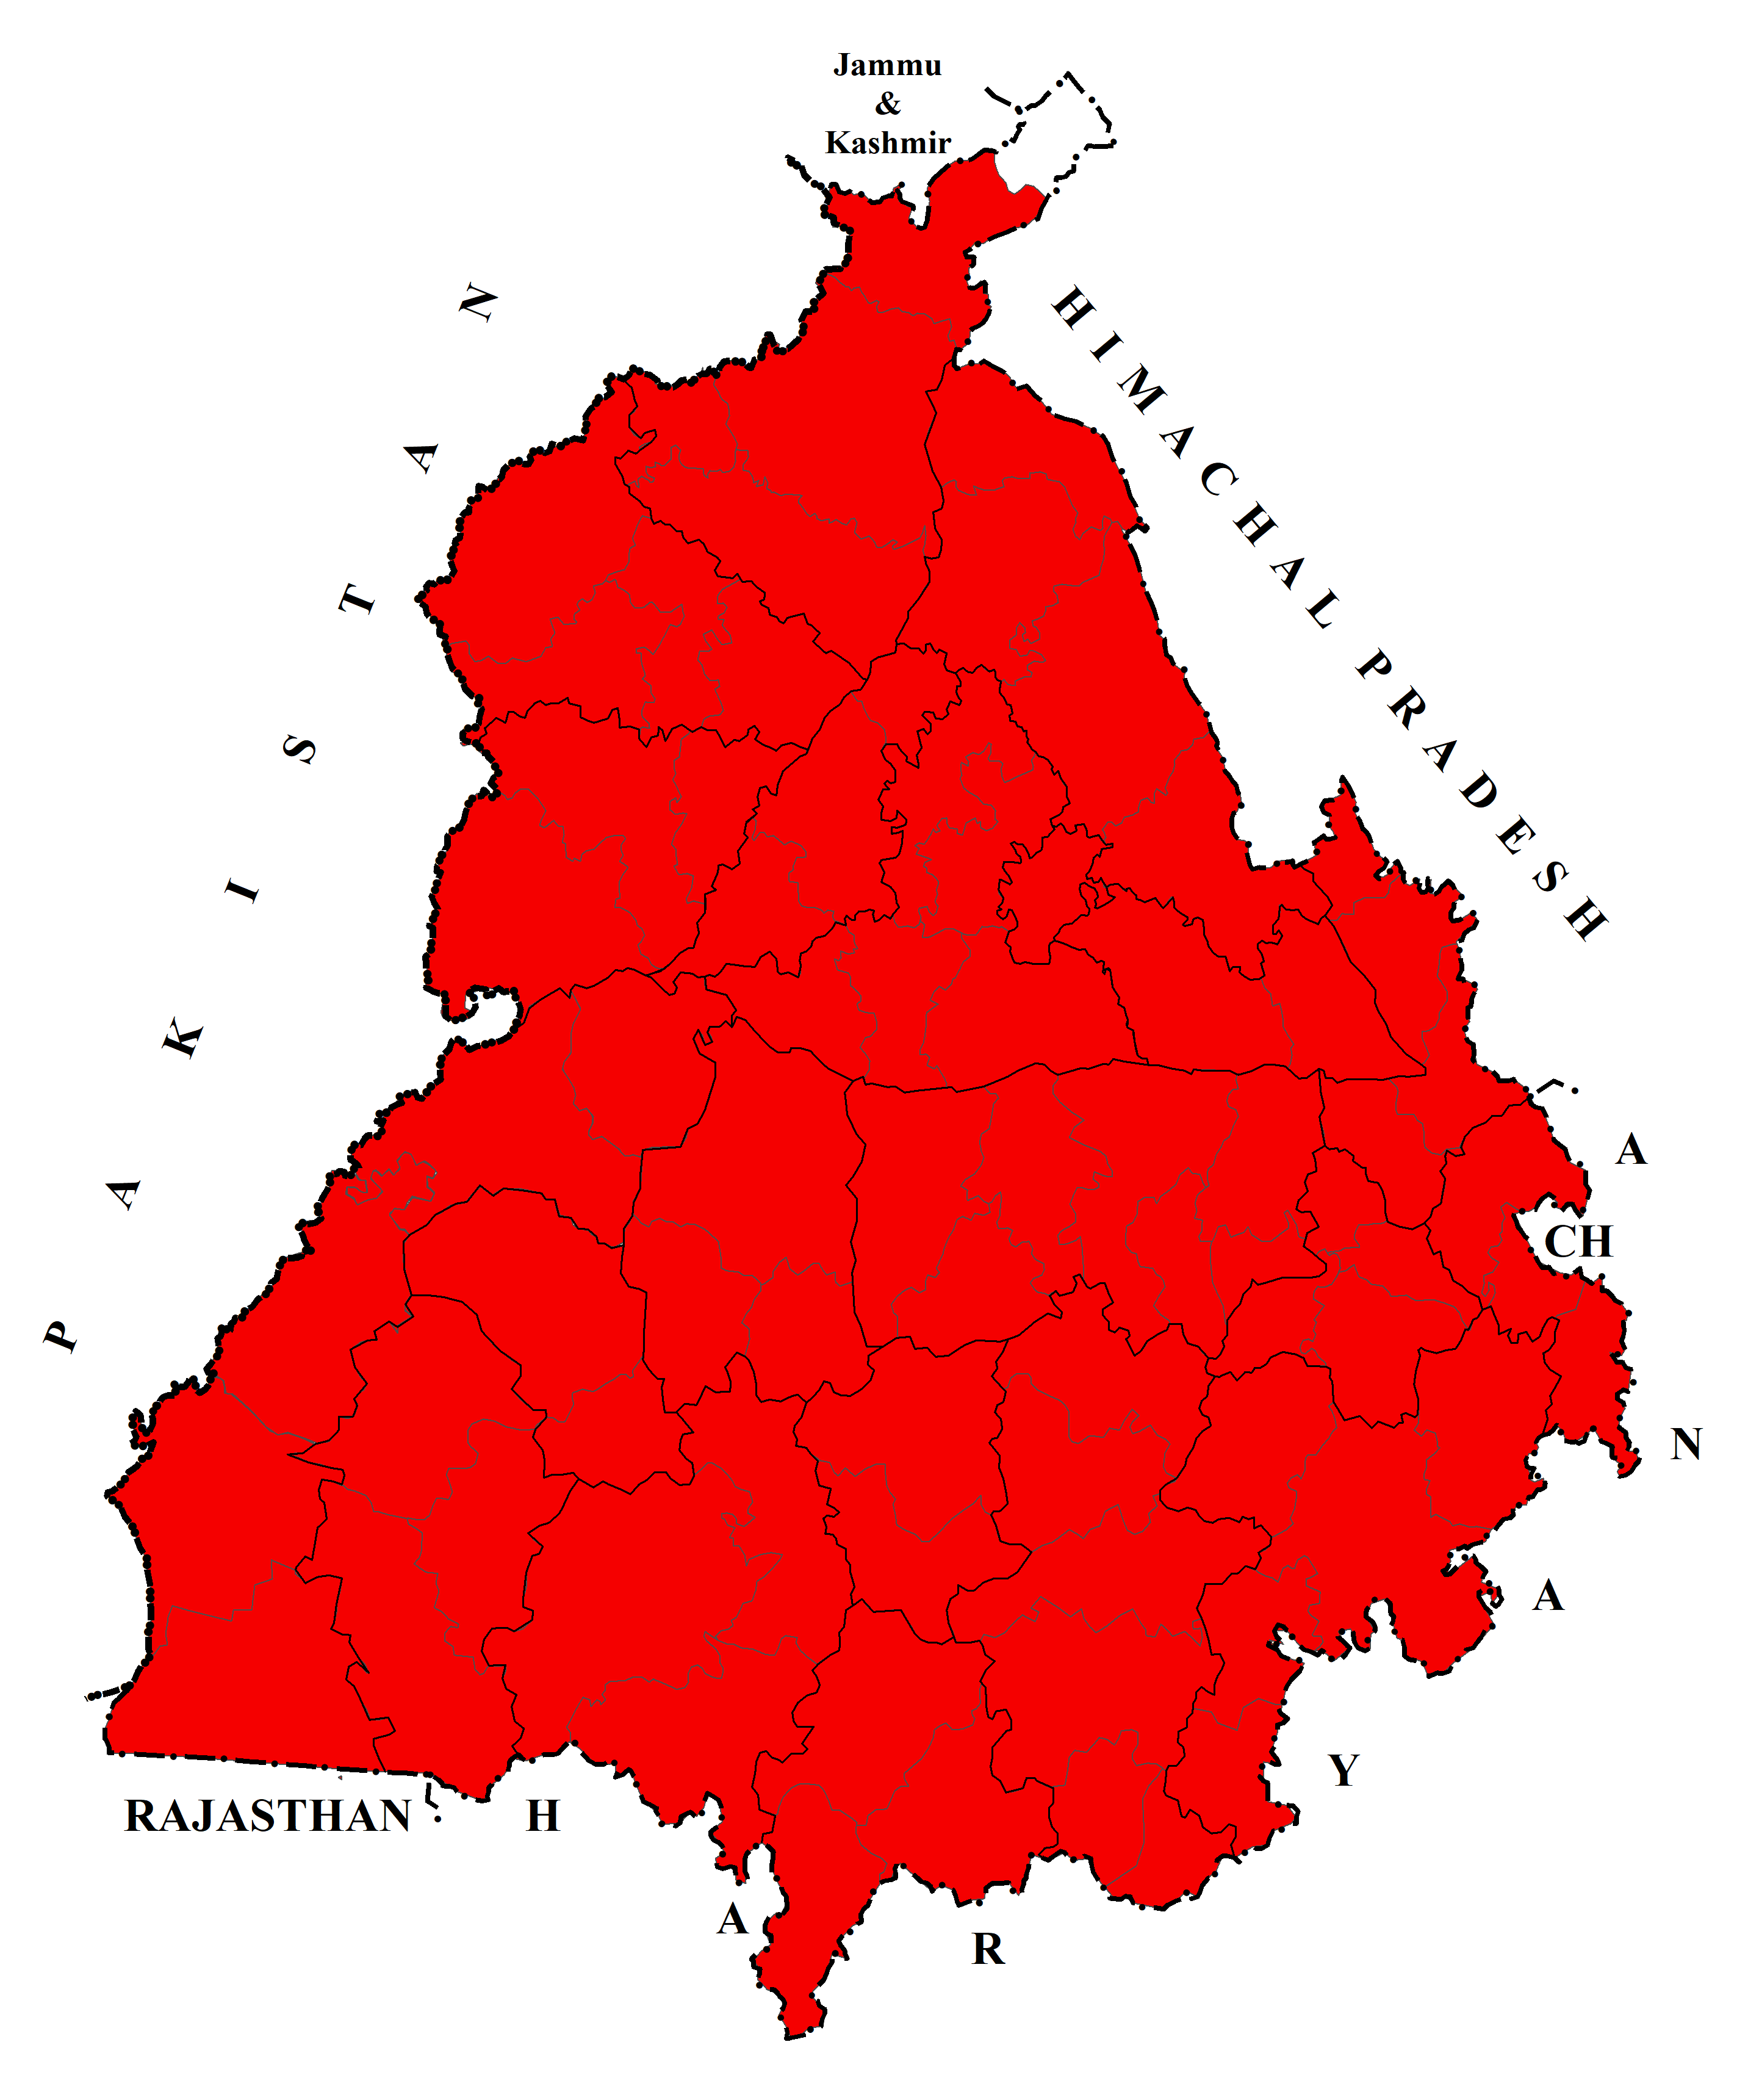 Jammu
&
Kashmir
PAKISTAN
HIMACHAL PRADESH
CH
RAJASTHAN
HARYANA